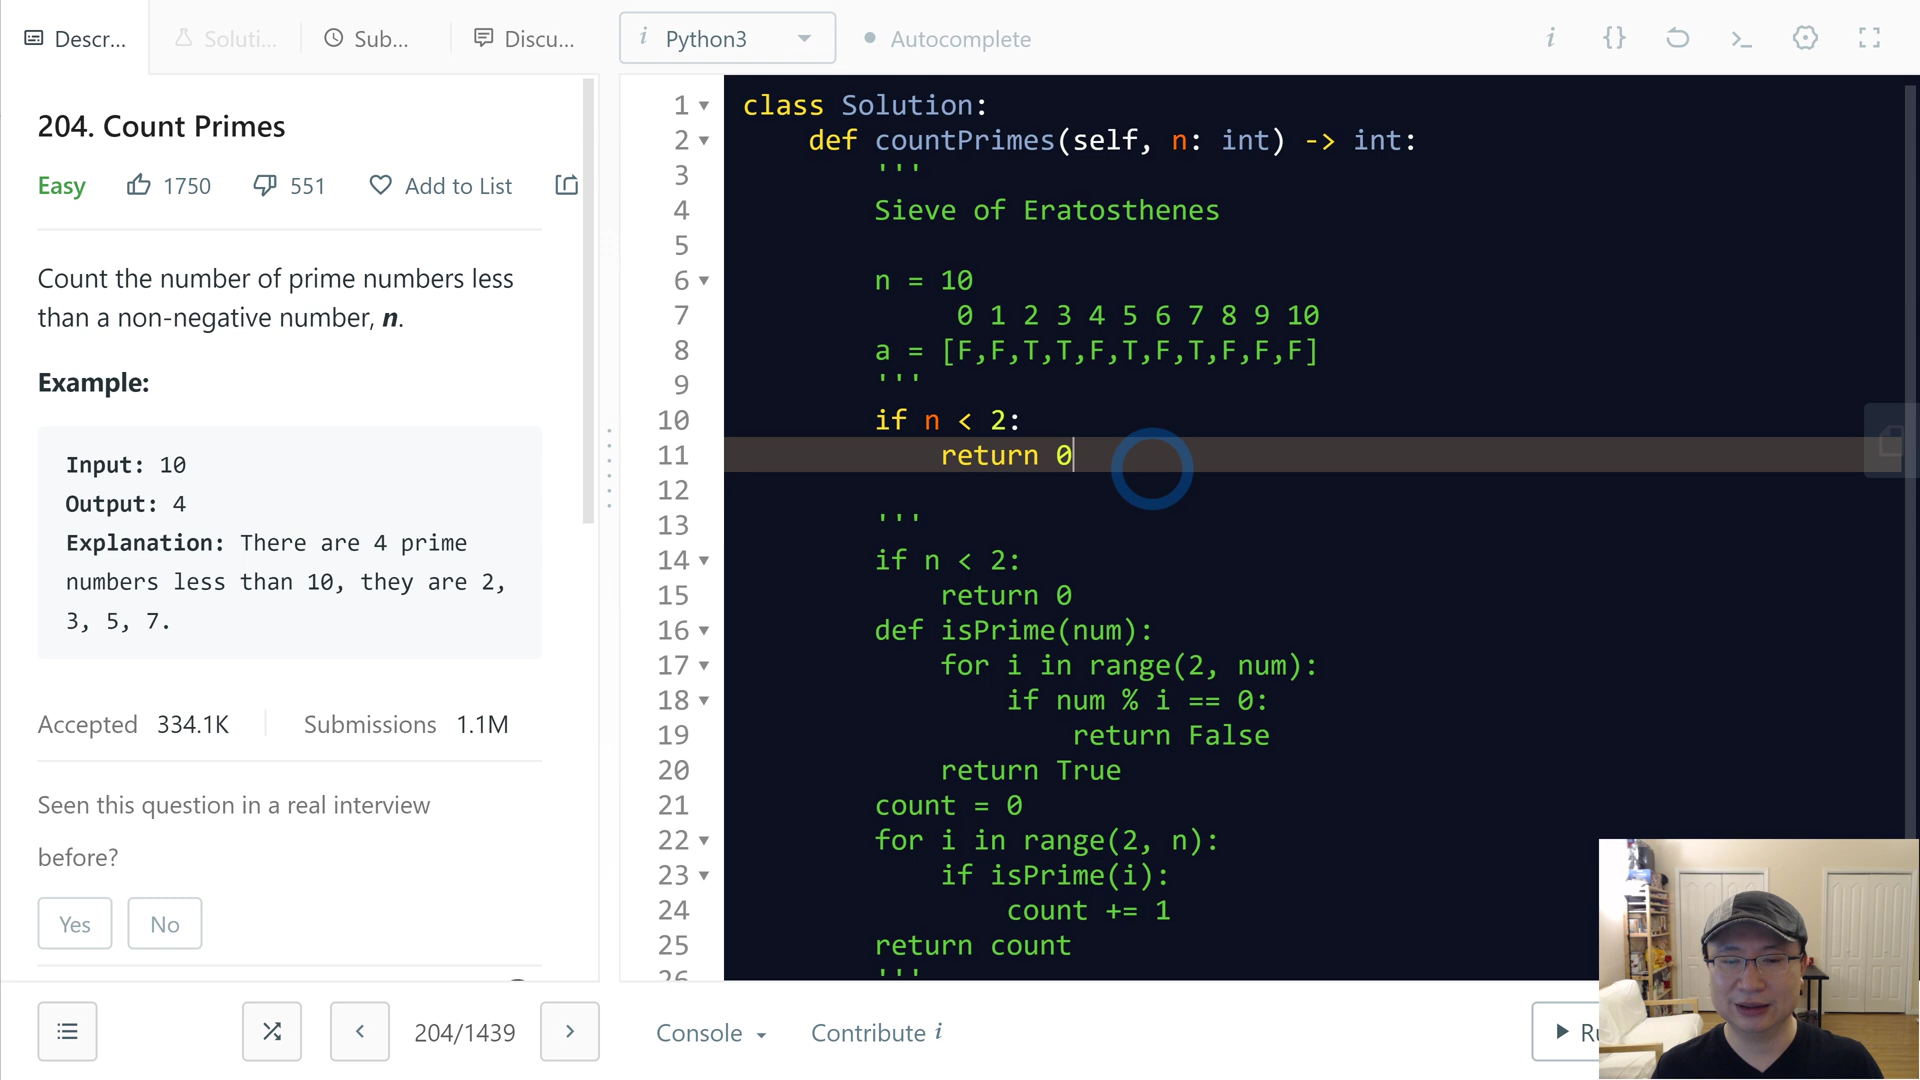 Descr...
Soluti...
Sub...
Discu...
i Python3
Autocomplete
i {} >_
204. Count Primes
Easy
1750
551
Add to List
Count the number of prime numbers less
than a non-negative number, n.
Example:
Input: 10
Output: 4
Explanation: There are 4 prime
numbers less than 10, they are 2,
3, 5, 7.
Accepted 334.1K
Submissions 1.1M
Seen this question in a real interview
before?
Yes
No
204/1439
1 class Solution:
2 def countPrimes(self, n: int) -> int:
3 '''
4 Sieve of Eratosthenes
5
6 n = 10
7 0 1 2 3 4 5 6 7 8 9 10
8 a = [F,F,T,T,F,T,F,T,F,F,F]
9 '''
10 if n < 2:
11 return 0
12
13 '''
14 if n < 2:
15 return 0
16 def isPrime(num):
17 for i in range(2, num):
18 if num % i == 0:
19 return False
20 return True
21 count = 0
22 for i in range(2, n):
23 if isPrime(i):
24 count += 1
25 return count
26 '''
Console
Contribute i